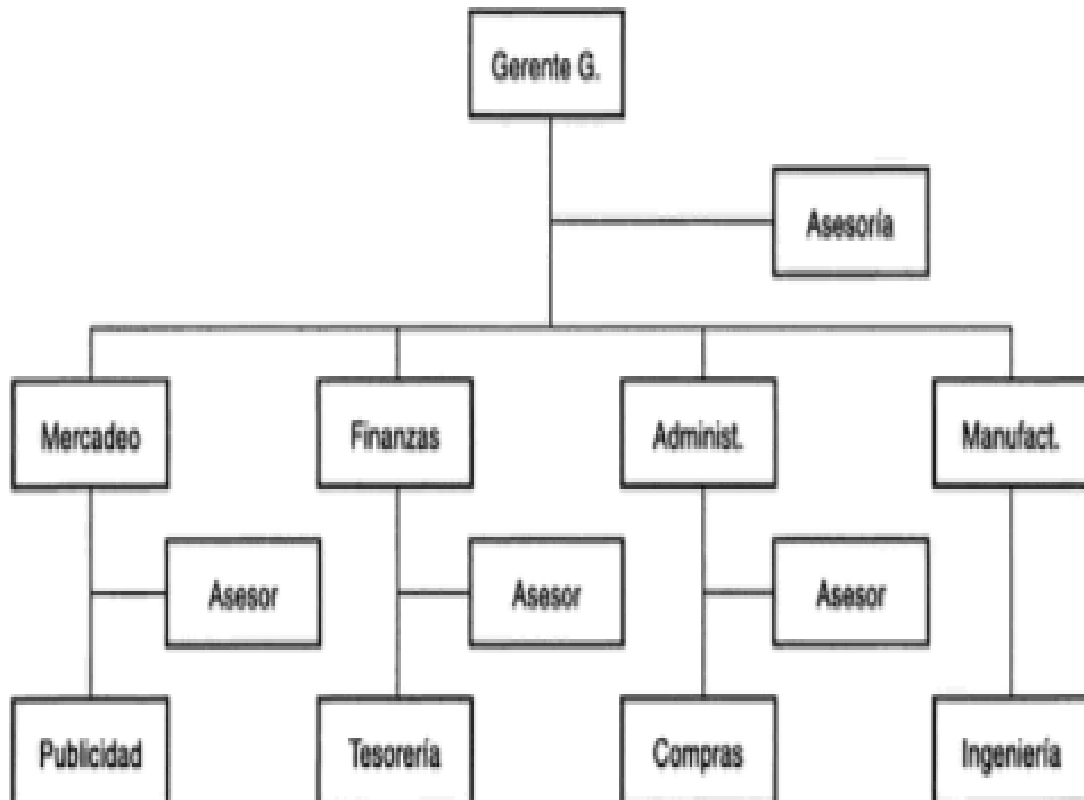 Gerente G.
Asesoría
Mercadeo
Finanzas
Administ.
Manufact.
Asesor
Asesor
Asesor
Publicidad
Tesorería
Compras
Ingeniería